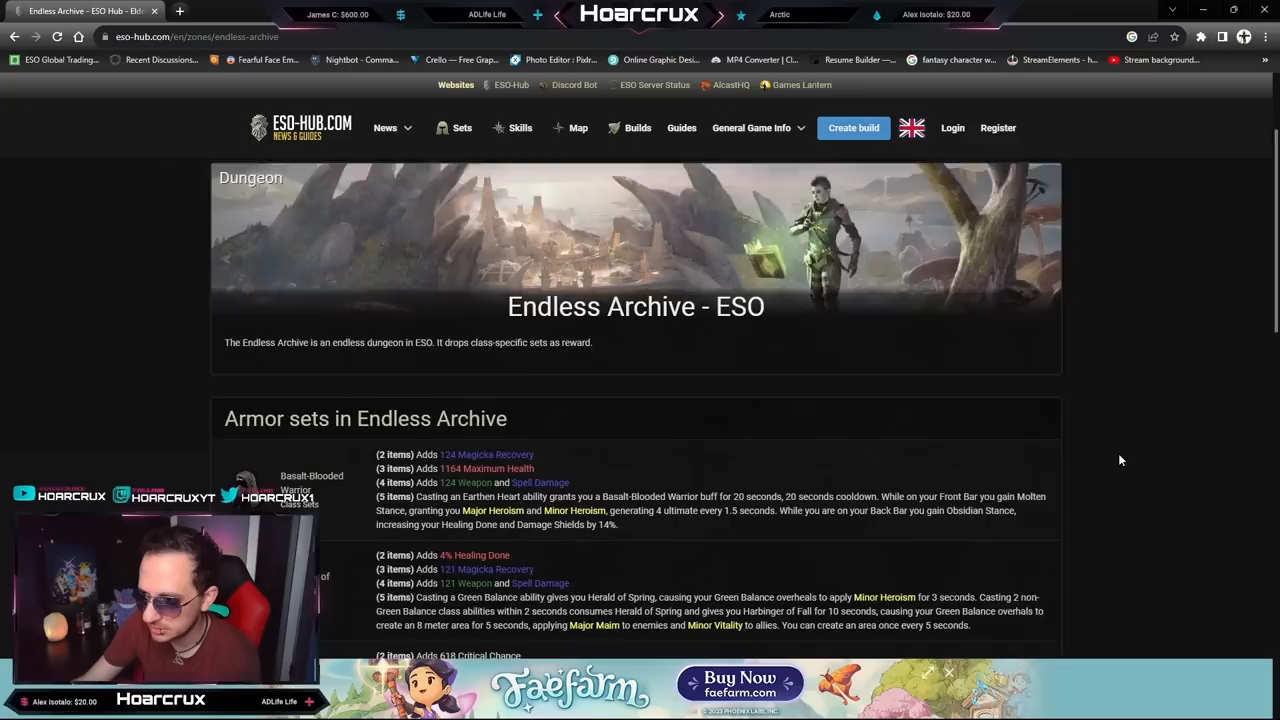 James C: $600.00
ADLife Life
Hoarcrux
Arctic
Alex Isotalo: $20.00
Endless Archive - ESO Hub - Elde
eso-hub.com/en/zones/endless-archive
ESO Global Trading...
Recent Discussions...
Fearful Face Em...
Nightbot - Comma...
Crello — Free Grap...
Photo Editor : Pixlr...
Online Graphic Desi...
MP4 Converter | Cl...
Resume Builder —...
fantasy character w...
StreamElements - h...
Stream background...
Websites
ESO-Hub
Discord Bot
ESO Server Status
AlcastHQ
Games Lantern
ESO-HUB.COM
NEWS & GUIDES
News
Sets
Skills
Map
Builds
Guides
General Game Info
Create build
Login
Register
Dungeon
Endless Archive - ESO
The Endless Archive is an endless dungeon in ESO. It drops class-specific sets as reward.
Armor sets in Endless Archive
Basalt-Blooded
Warrior
Class Sets
(2 items) Adds 124 Magicka Recovery
(3 items) Adds 1164 Maximum Health
(4 items) Adds 124 Weapon and Spell Damage
(5 items) Casting an Earthen Heart ability grants you a Basalt-Blooded Warrior buff for 20 seconds, 20 seconds cooldown. While on your Front Bar you gain Molten
Stance, granting you Major Heroism and Minor Heroism, generating 4 ultimate every 1.5 seconds. While you are on your Back Bar you gain Obsidian Stance,
increasing your Healing Done and Damage Shields by 14%.
of
(2 items) Adds 4% Healing Done
(3 items) Adds 121 Magicka Recovery
(4 items) Adds 121 Weapon and Spell Damage
(5 items) Casting a Green Balance ability gives you Herald of Spring, causing your Green Balance overheals to apply Minor Heroism for 3 seconds. Casting 2 non-
Green Balance class abilities within 2 seconds consumes Herald of Spring and gives you Harbinger of Fall for 10 seconds, causing your Green Balance overhals to
create an 8 meter area for 5 seconds, applying Major Maim to enemies and Minor Vitality to allies. You can create an area once every 5 seconds.
(2 items) Adds 618 Critical Chance
HOARCRUX
HOARCRUXYT
HOARCRUX1
Faefarm
Buy Now
faefarm.com
© 2023 PHOENIX LABS, INC.
Alex Isotalo: $20.00
Hoarcrux
ADLife Life